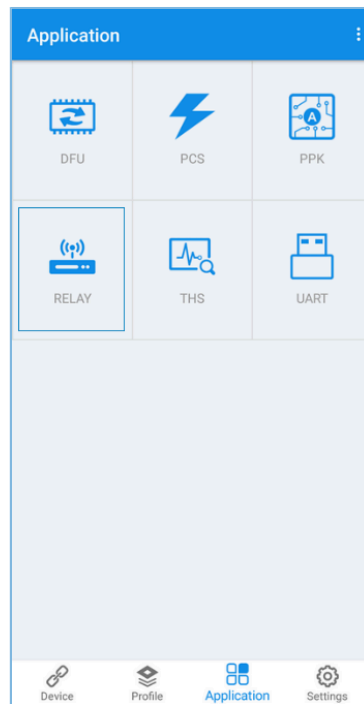 Application
DFU
PCS
A
PPK
RELAY
THS
UART
Device
Profile
Application
Settings